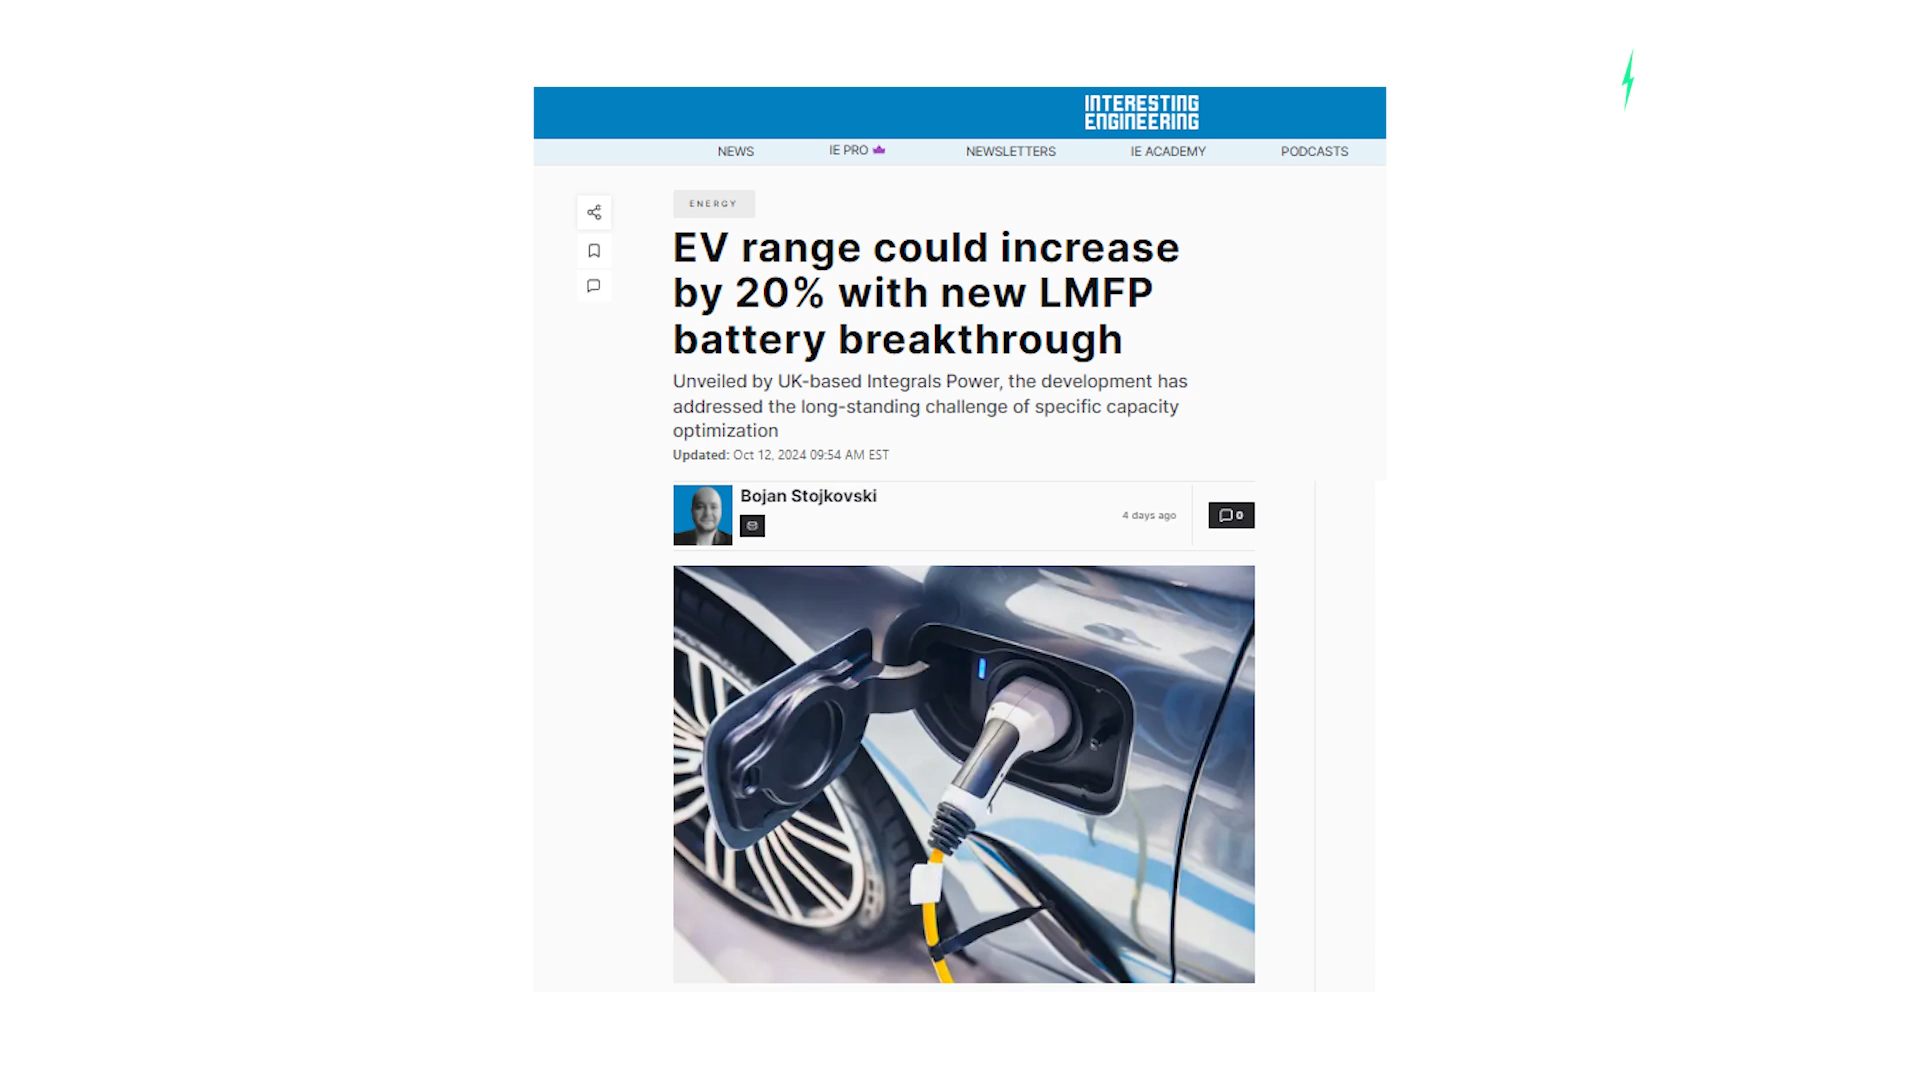 INTERESTING
ENGINEERING
NEWS IE PRO NEWSLETTERS IE ACADEMY PODCASTS
ENERGY
EV range could increase
by 20% with new LMFP
battery breakthrough
Unveiled by UK-based Integrals Power, the development has
addressed the long-standing challenge of specific capacity
optimization
Updated: Oct 12, 2024 09:54 AM EST
Bojan Stojkovski
4 days ago
0